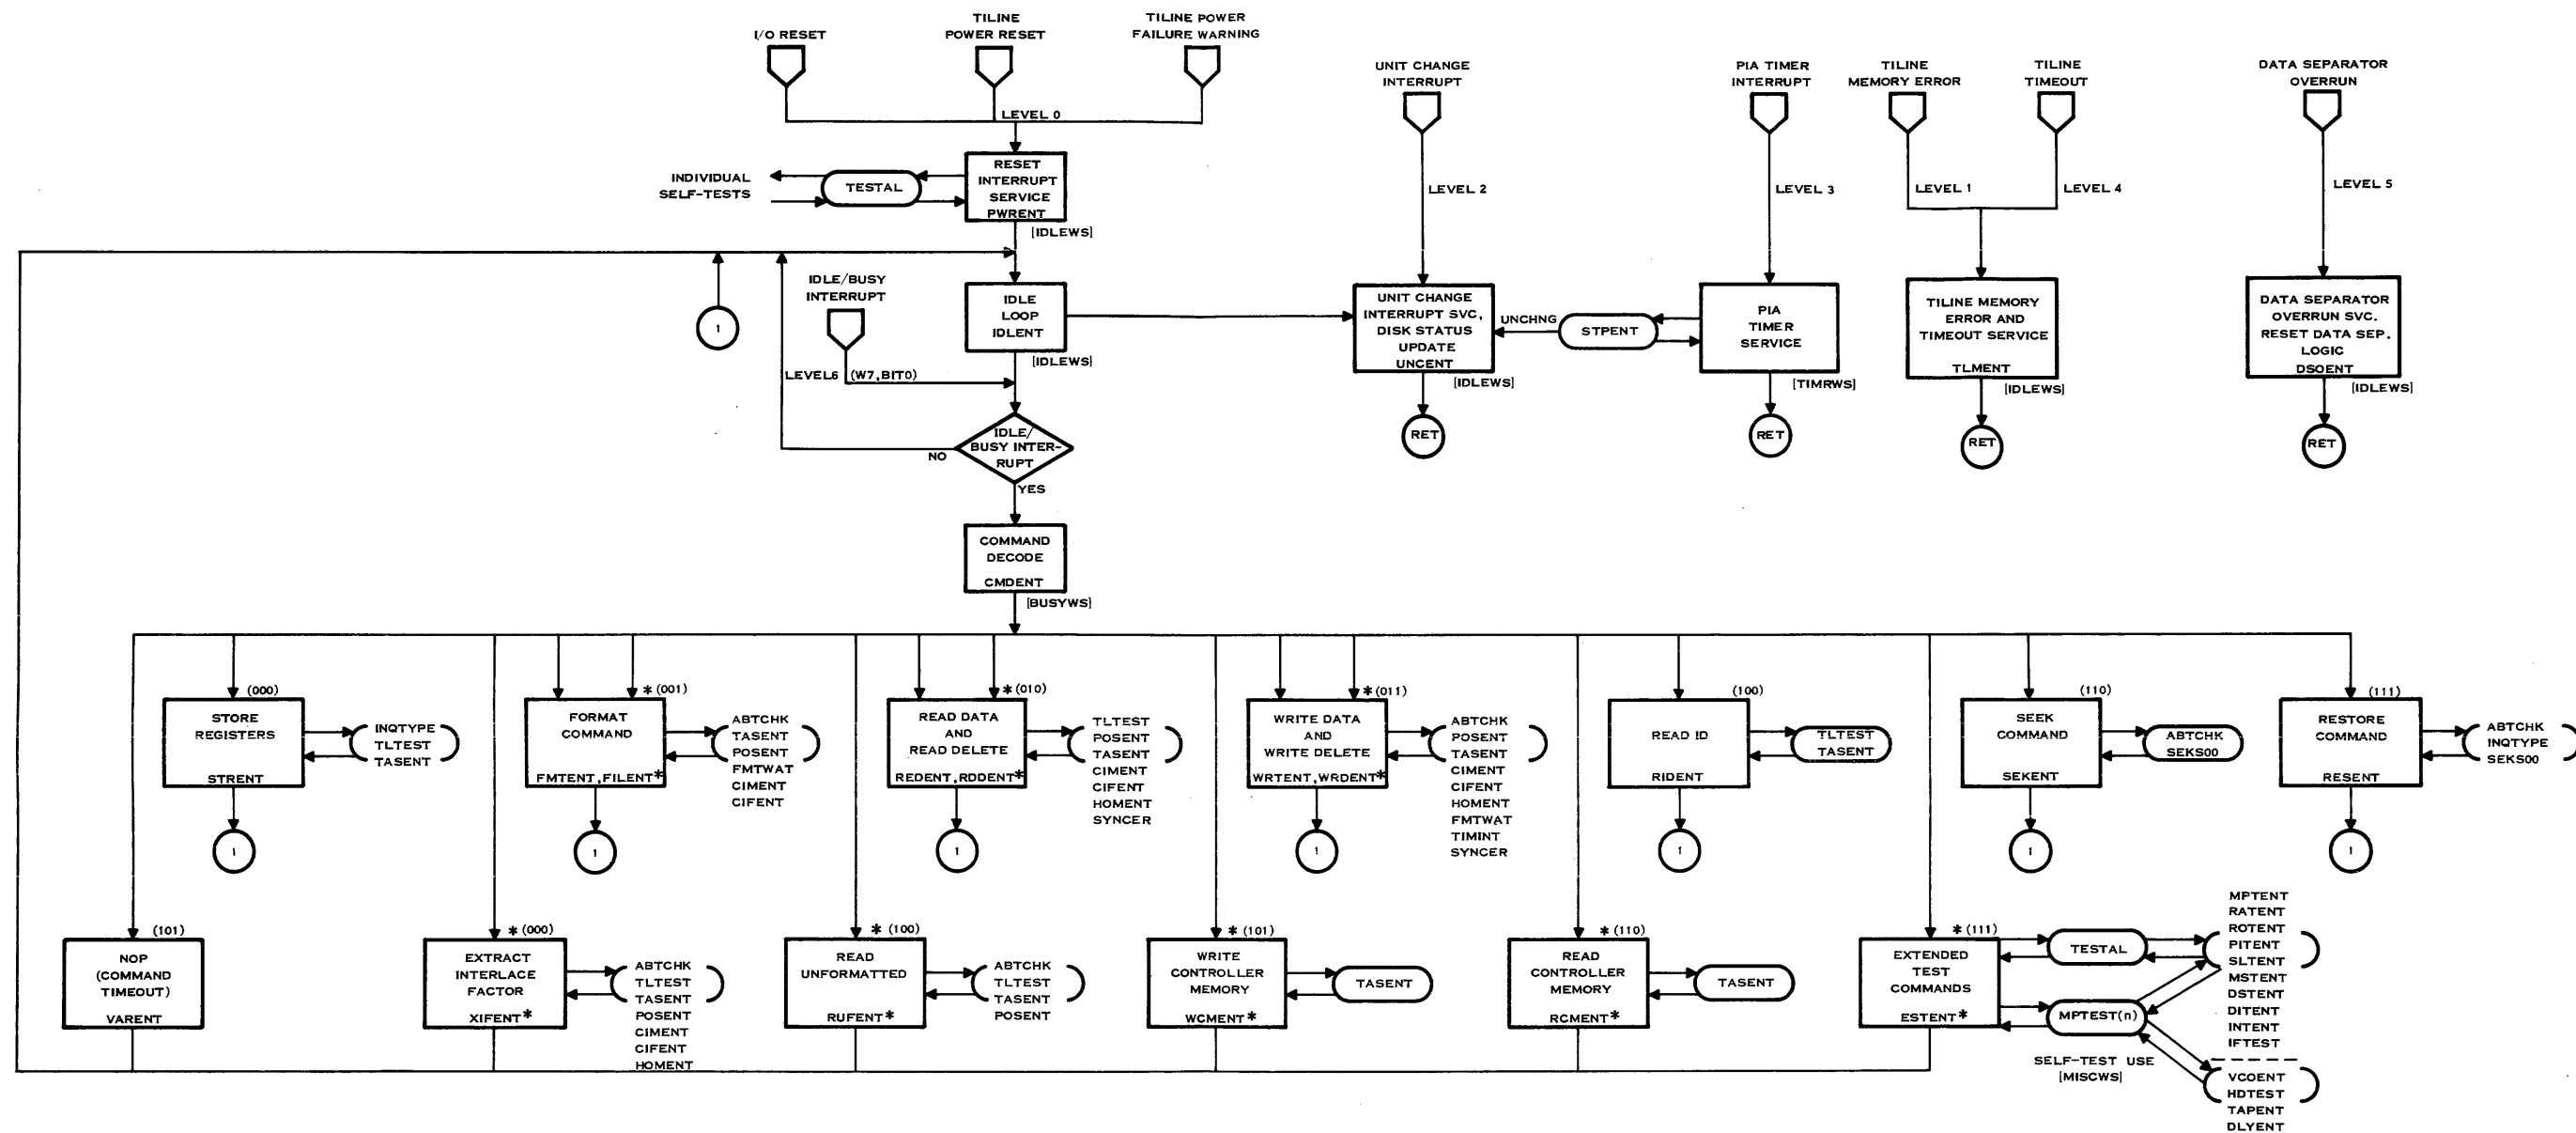 I/O RESET
TILINE
POWER RESET
TILINE POWER
FAILURE WARNING
UNIT CHANGE
INTERRUPT
PIA TIMER
INTERRUPT
TILINE
MEMORY ERROR
TILINE
TIMEOUT
DATA SEPARATOR
OVERRUN
LEVEL 0
LEVEL 2
LEVEL 3
LEVEL 1
LEVEL 4
LEVEL 5
INDIVIDUAL
SELF-TESTS
TESTAL
RESET
INTERRUPT
SERVICE
PWRENT
[IDLEWS]
1
IDLE/BUSY
INTERRUPT
LEVEL6
(W7,BIT0)
IDLE
LOOP
IDLENT
[IDLEWS]
UNIT CHANGE
INTERRUPT SVC,
DISK STATUS
UPDATE
UNCENT
[IDLEWS]
RET
UNCHNG
STPENT
PIA
TIMER
SERVICE
[TIMRWS]
RET
TILINE MEMORY
ERROR AND
TIMEOUT SERVICE
TLMENT
[IDLEWS]
RET
DATA SEPARATOR
OVERRUN SVC.
RESET DATA SEP.
LOGIC
DSOENT
[IDLEWS]
RET
IDLE/
BUSY INTER-
RUPT
NO
YES
COMMAND
DECODE
CMDENT
[BUSYWS]
(000)
STORE
REGISTERS
STRENT
INQTYPE
TLTEST
TASENT
1
*(001)
FORMAT
COMMAND
FMTENT,FILENT*
ABTCHK
TASENT
POSENT
FMTWAT
CIMENT
CIFENT
1
*(010)
READ DATA
AND
READ DELETE
REDENT,RDDENT*
TLTEST
POSENT
TASENT
CIMENT
CIFENT
HOMENT
SYNCER
1
*(011)
WRITE DATA
AND
WRITE DELETE
WRTENT,WRDENT*
ABTCHK
POSENT
TASENT
CIMENT
CIFENT
HOMENT
FMTWAT
TIMINT
SYNCER
1
(100)
READ ID
RIDENT
TLTEST
TASENT
1
(110)
SEEK
COMMAND
SEKENT
ABTCHK
SEKS00
1
(111)
RESTORE
COMMAND
RESENT
ABTCHK
INQTYPE
SEKS00
1
(101)
NOP
(COMMAND
TIMEOUT)
VARENT
*(000)
EXTRACT
INTERLACE
FACTOR
XIFENT*
ABTCHK
TLTEST
TASENT
POSENT
CIMENT
CIFENT
HOMENT
*(100)
READ
UNFORMATTED
RUFENT*
ABTCHK
TLTEST
TASENT
POSENT
*(101)
WRITE
CONTROLLER
MEMORY
WCMENT*
TASENT
*(110)
READ
CONTROLLER
MEMORY
RCMENT*
TASENT
*(111)
EXTENDED
TEST
COMMANDS
ESTENT*
TESTAL
MPTEST(n)
SELF-TEST USE
[MISCWS]
MPTENT
RATENT
ROTENT
PITENT
SLTENT
MSTENT
DSTENT
DITENT
INTENT
IFTEST
VCOENT
HDTEST
TAPENT
DLYENT